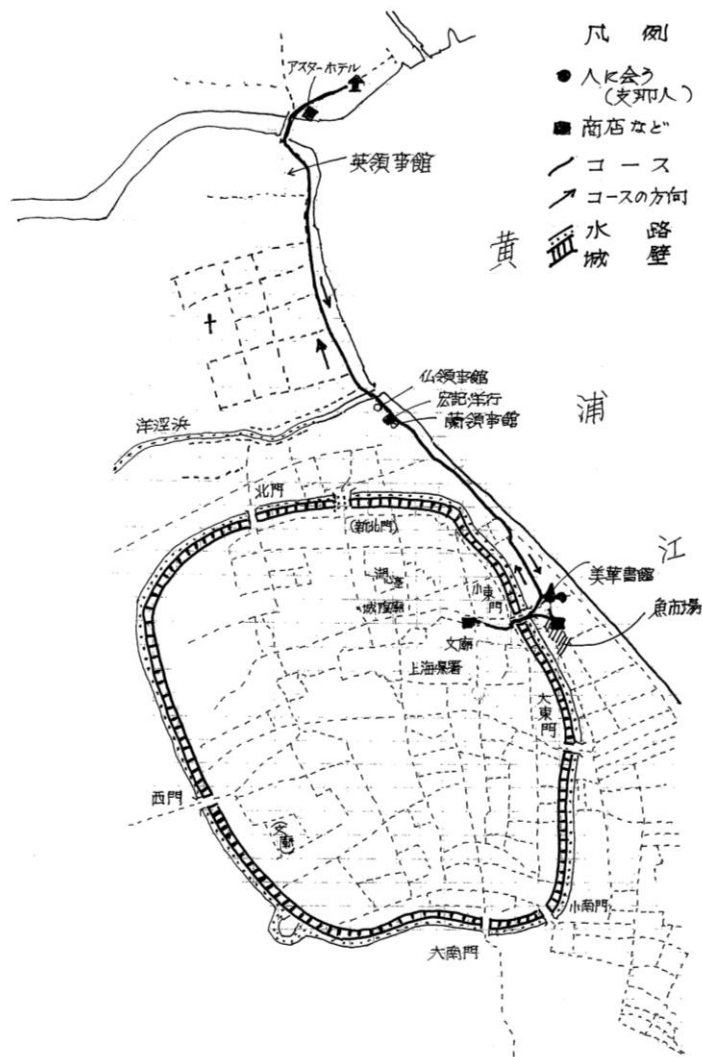 凡例
人に会う
(支那人)
商店など
コース
コースの方向
水路
城壁
アスターホテル
英領事館
黄
浦
江
仏領事館
宏記洋行
蘭領事館
洋涇浜
北門
(新北門)
小東門
美華書館
魚市場
城隍廟
文廟
上海県署
大東門
西門
文廟
小南門
大南門